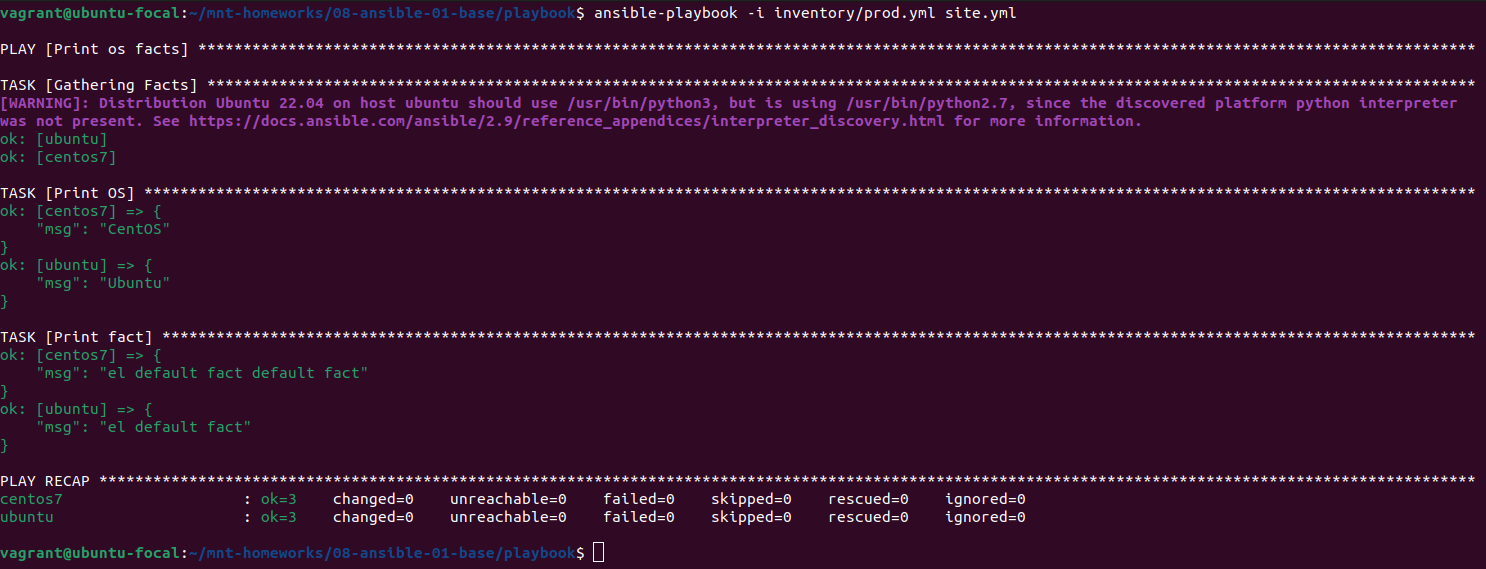 vagrant@ubuntu-focal:~/mnt-homeworks/08-ansible-01-base/playbook$ ansible-playbook -i inventory/prod.yml site.yml
PLAY [Print os facts] **********************************************************************************************************************************************
TASK [Gathering Facts] *********************************************************************************************************************************************
[WARNING]: Distribution Ubuntu 22.04 on host ubuntu should use /usr/bin/python3, but is using /usr/bin/python2.7, since the discovered platform python interpreter
was not present. See https://docs.ansible.com/ansible/2.9/reference_appendices/interpreter_discovery.html for more information.
ok: [ubuntu]
ok: [centos7]
TASK [Print OS] ****************************************************************************************************************************************************
ok: [centos7] => {
    "msg": "CentOS"
}
ok: [ubuntu] => {
    "msg": "Ubuntu"
}
TASK [Print fact] **************************************************************************************************************************************************
ok: [centos7] => {
    "msg": "el default fact default fact"
}
ok: [ubuntu] => {
    "msg": "el default fact"
}
PLAY RECAP *********************************************************************************************************************************************************
centos7                    : ok=3    changed=0    unreachable=0    failed=0    skipped=0    rescued=0    ignored=0
ubuntu                     : ok=3    changed=0    unreachable=0    failed=0    skipped=0    rescued=0    ignored=0
vagrant@ubuntu-focal:~/mnt-homeworks/08-ansible-01-base/playbook$